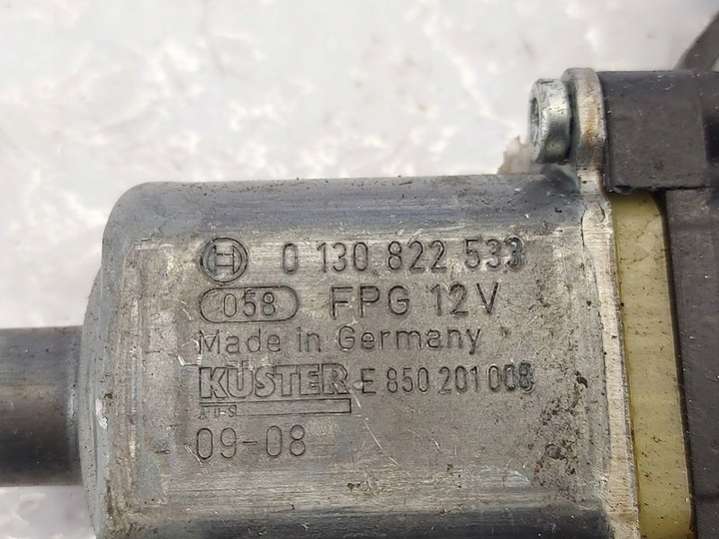 0 130 822 533
058 FPG 12V
Made in Germany
KÜSTER E 850 201 008
09-08